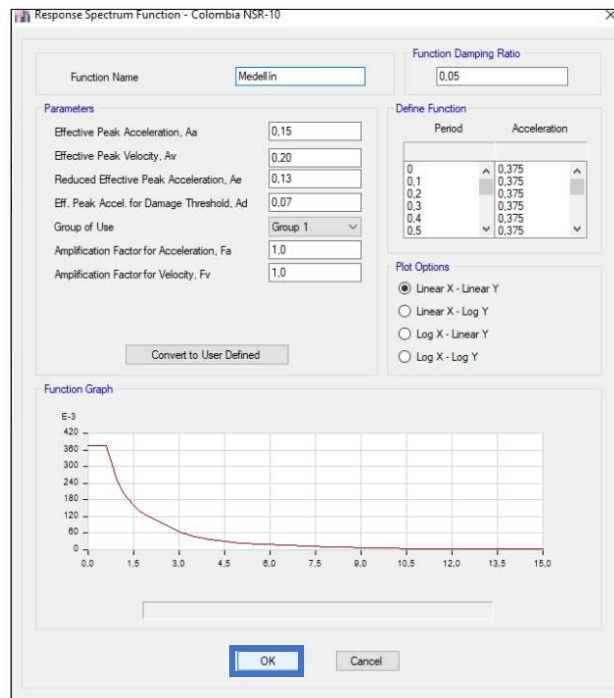 Response Spectrum Function - Colombia NSR-10
Function Name Medellín
Function Damping Ratio
0,05
Parameters
Effective Peak Acceleration, Aa 0,15
Effective Peak Velocity, Av 0,20
Reduced Effective Peak Acceleration, Ae 0,13
Eff. Peak Accel. for Damage Threshold, Ad 0,07
Group of Use Group 1
Amplification Factor for Acceleration, Fa 1,0
Amplification Factor for Velocity, Fv 1,0
Convert to User Defined
Define Function
Period Acceleration
0 0,375
0,1 0,375
0,2 0,375
0,3 0,375
0,4 0,375
0,5 0,375
Plot Options
Linear X - Linear Y
Linear X - Log Y
Log X - Linear Y
Log X - Log Y
Function Graph
E-3
420
360
300
240
180
120
60
0
0,0 1,5 3,0 4,5 6,0 7,5 9,0 10,5 12,0 13,5 15,0
OK Cancel